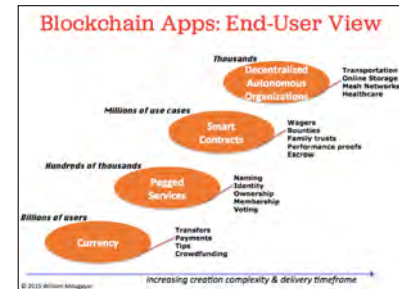 Blockchain Apps: End-User View
Thousands
Decentralized
Autonomous
Organizations
Transportation
Online Storage
Mesh Networks
Healthcare
Millions of use cases
Smart
Contracts
Wagers
Bounties
Family trusts
Performance proofs
Escrow
Hundreds of thousands
Pegged
Services
Naming
Identity
Ownership
Membership
Voting
Billions of users
Currency
Transfers
Payments
Tips
Crowdfunding
Increasing creation complexity & delivery timeframe
© 2015 William Mougayar